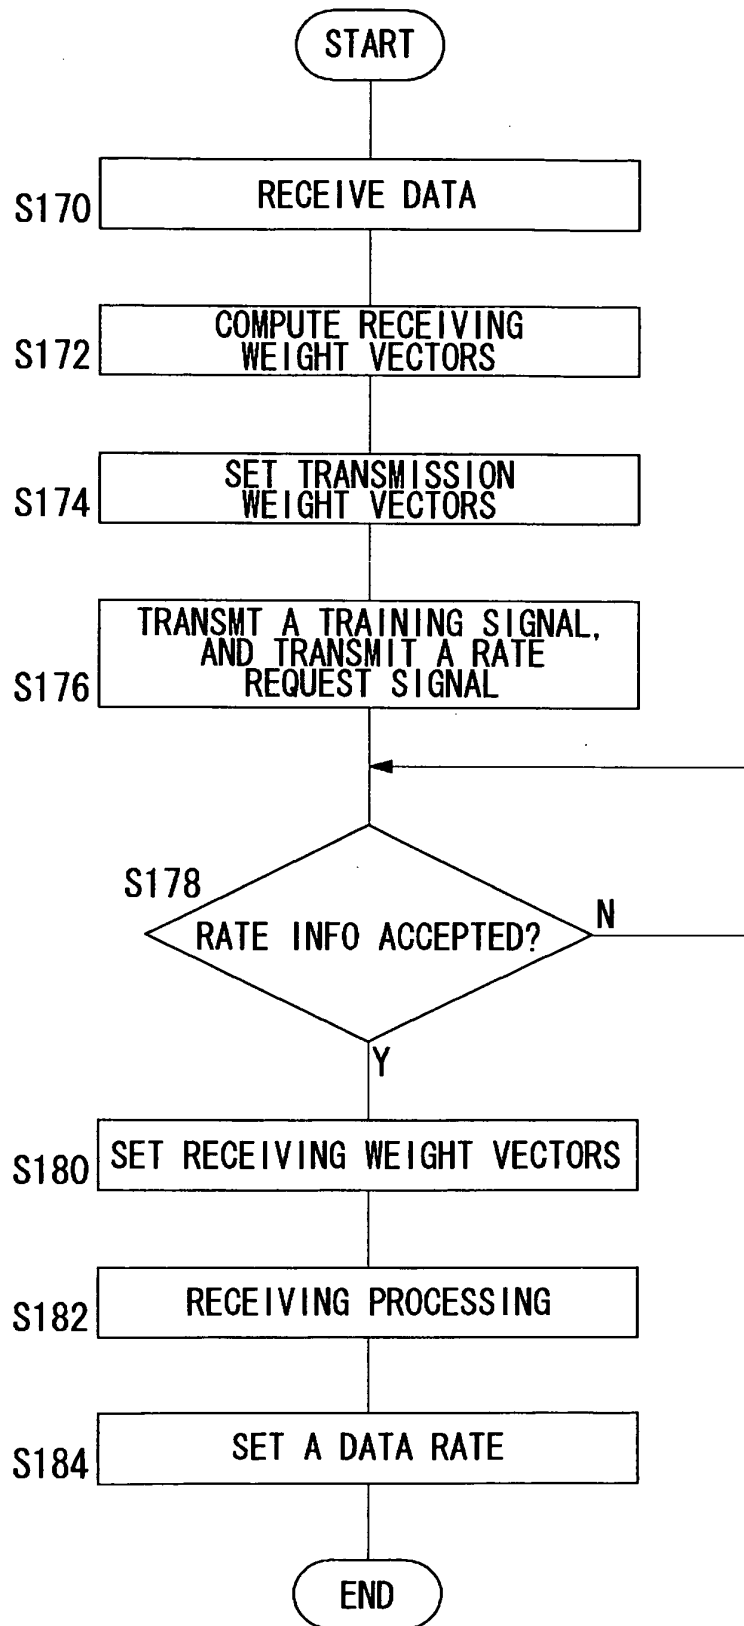 START
S170
RECEIVE DATA
S172
COMPUTE RECEIVING
WEIGHT VECTORS
S174
SET TRANSMISSION
WEIGHT VECTORS
S176
TRANSMT A TRAINING SIGNAL,
AND TRANSMIT A RATE
REQUEST SIGNAL
S178
RATE INFO ACCEPTED?
N
Y
S180
SET RECEIVING WEIGHT VECTORS
S182
RECEIVING PROCESSING
S184
SET A DATA RATE
END